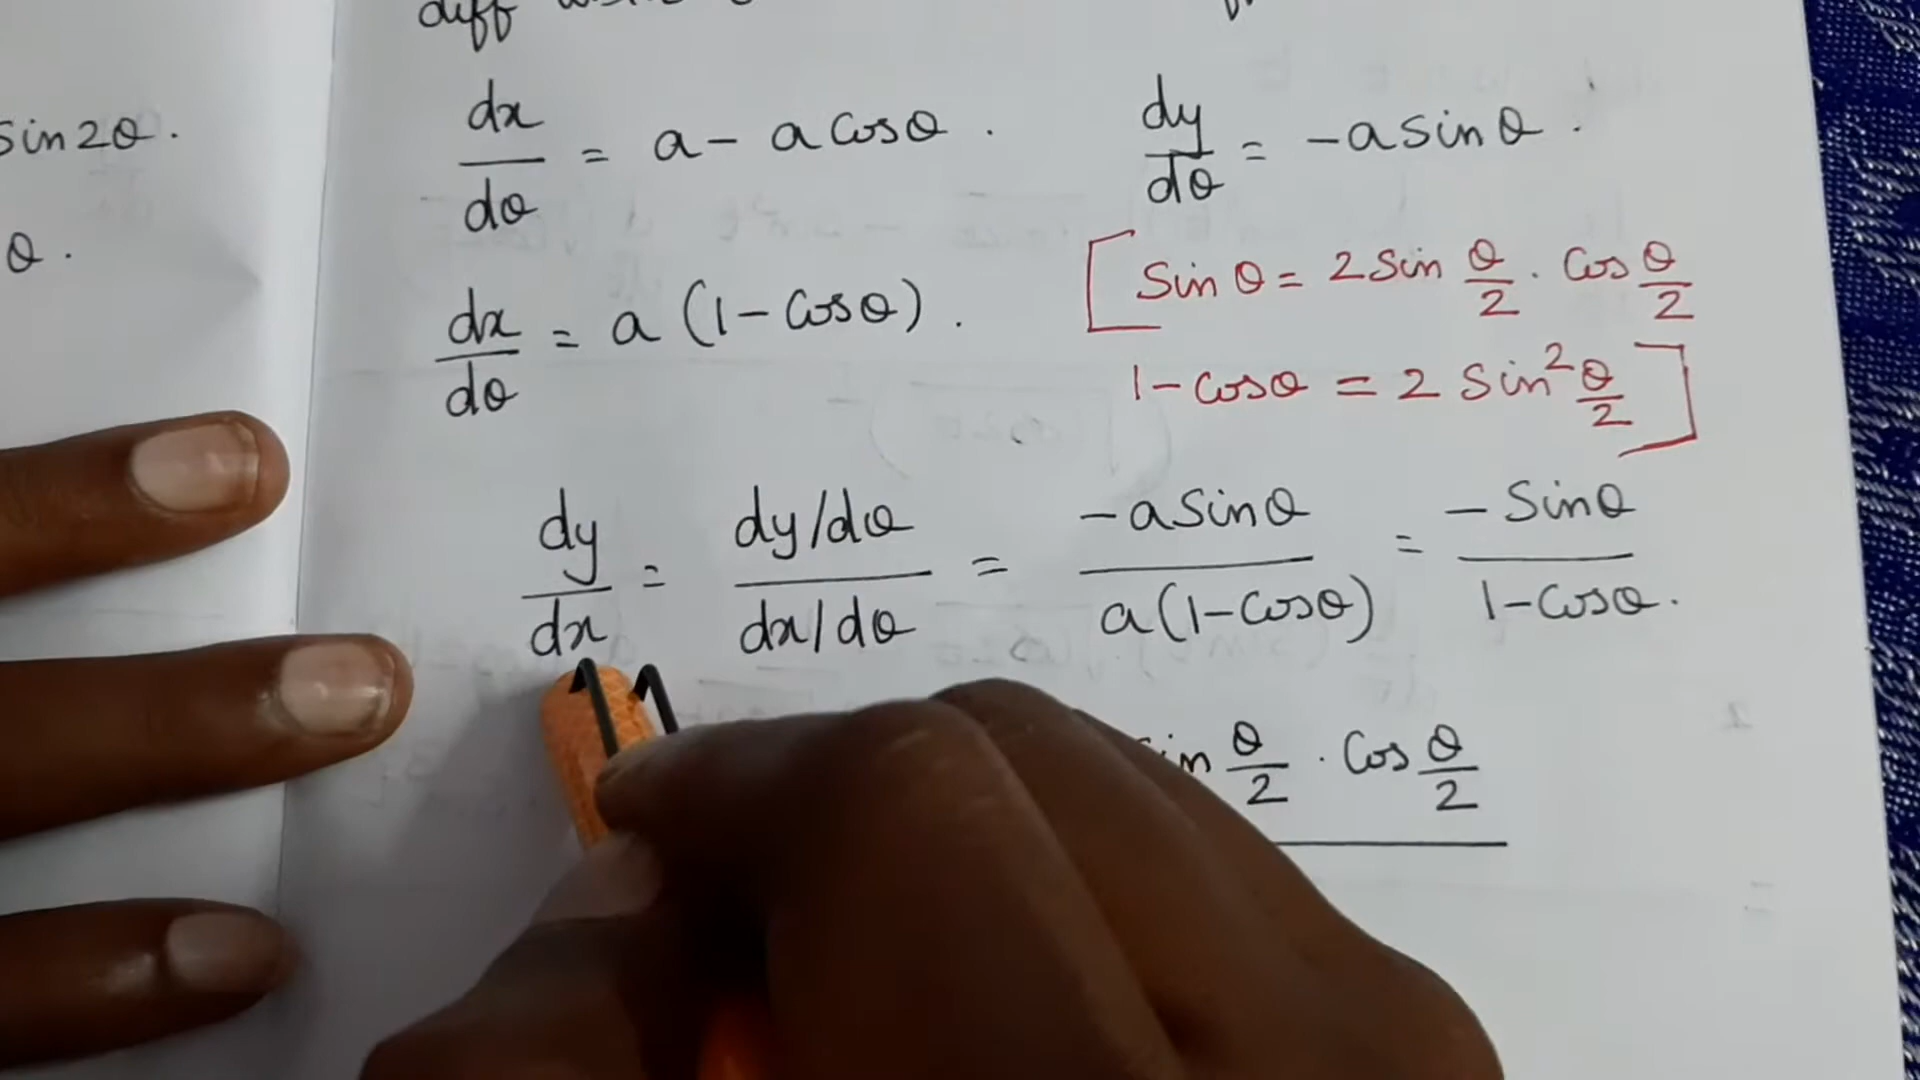 diff
sin2θ.
θ.
dx/dθ = a - a cosθ. dy/dθ = -a sinθ.
dx/dθ = a (1 - cosθ). [sinθ = 2 sin θ/2 . cos θ/2
1 - cosθ = 2 sin² θ/2]
dy/dx = dy/dθ / dx/dθ = -a sinθ / a(1-cosθ) = -sinθ / 1-cosθ.
θ/2 . cos θ/2